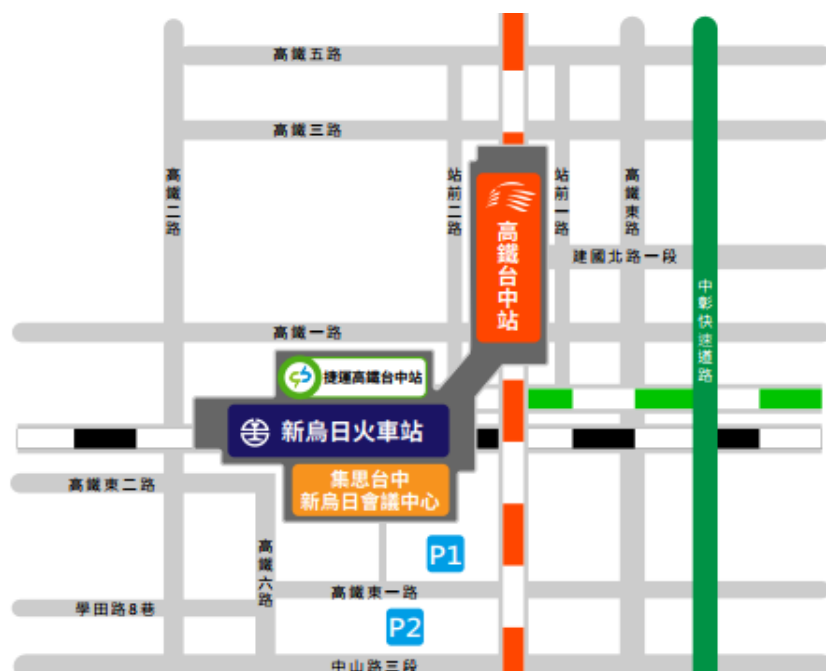 高鐵五路
高鐵三路
高鐵二路
站前二路
站前一路
高鐵東路
高鐵台中站
建國北路一段
中彰快速道路
高鐵一路
捷運高鐵台中站
新烏日火車站
集思台中
新烏日會議中心
高鐵東二路
高鐵六路
P1
高鐵東一路
學田路8巷
P2
中山路三段